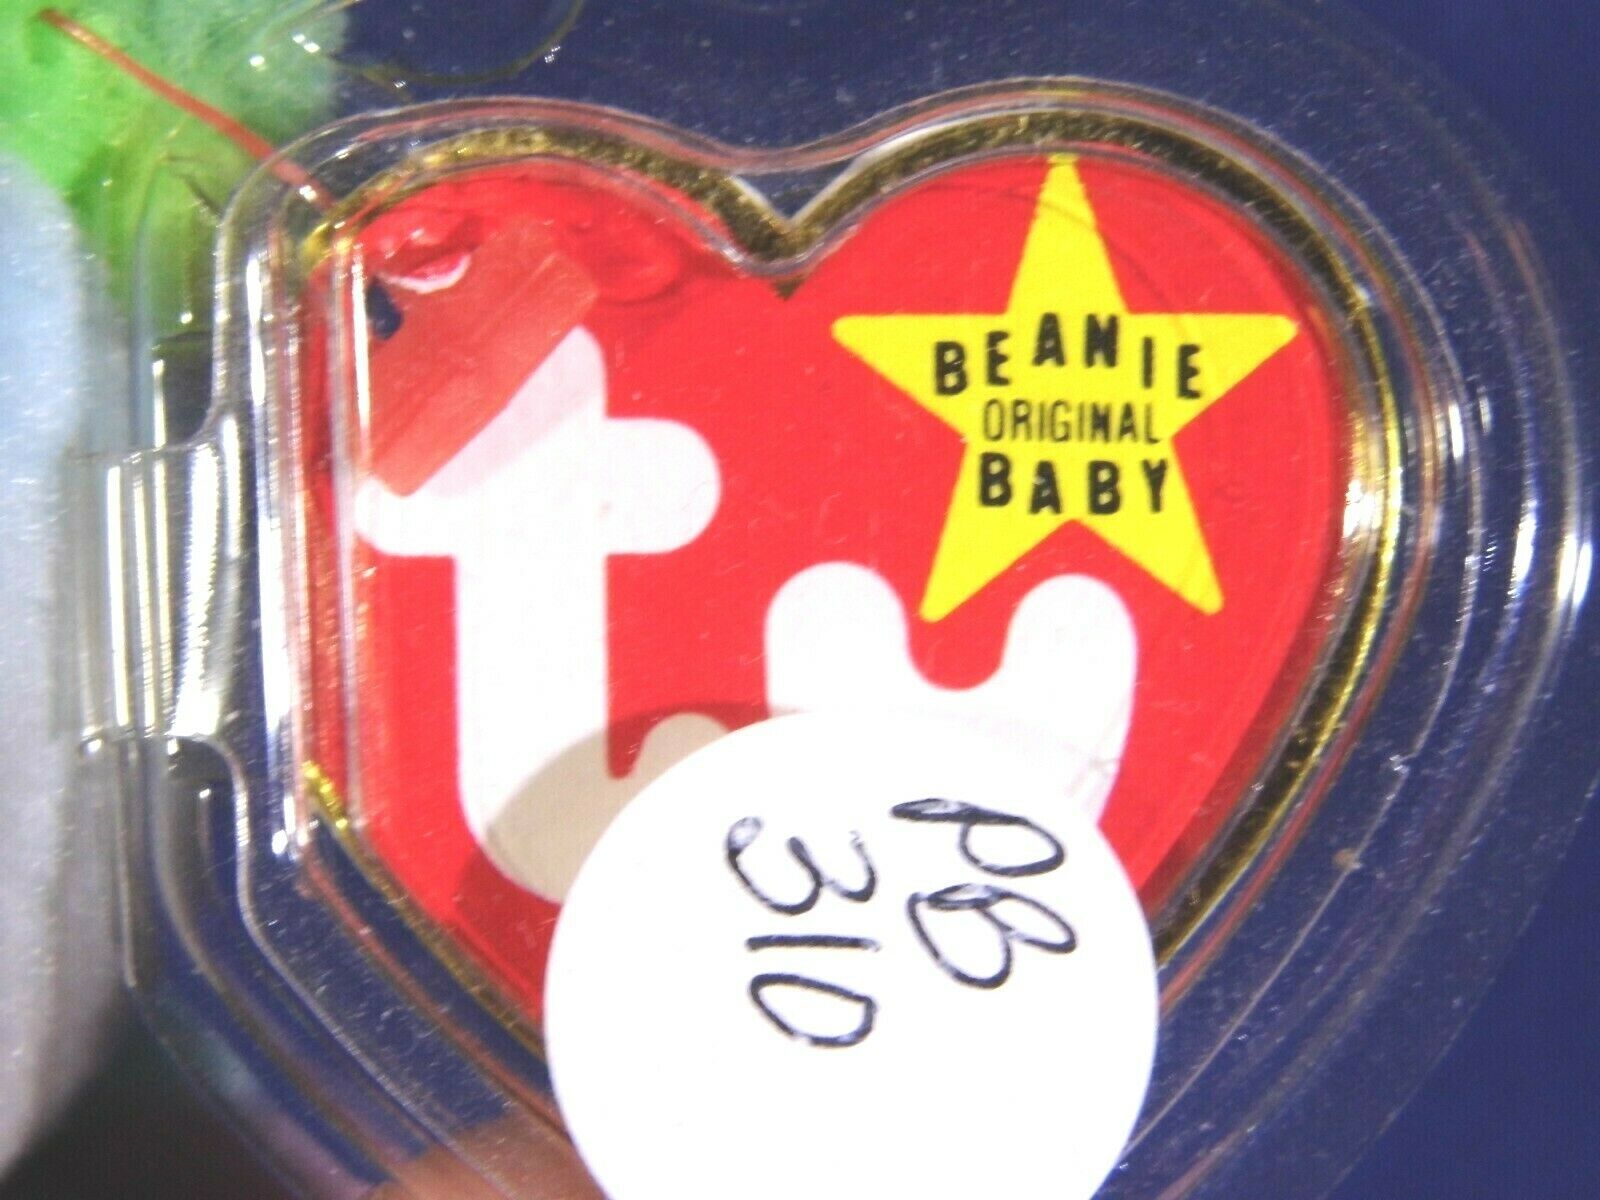 ty
BEANIE
ORIGINAL
BABY
PB
310